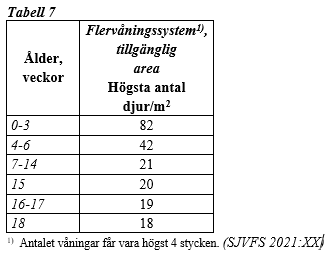 Tabell 7
Ålder,
veckor
Flervåningssystem¹⁾,
tillgänglig
area
Högsta antal
djur/m²
0-3 82
4-6 42
7-14 21
15 20
16-17 19
18 18
¹⁾ Antalet våningar får vara högst 4 stycken. (SJVFS 2021:XX)